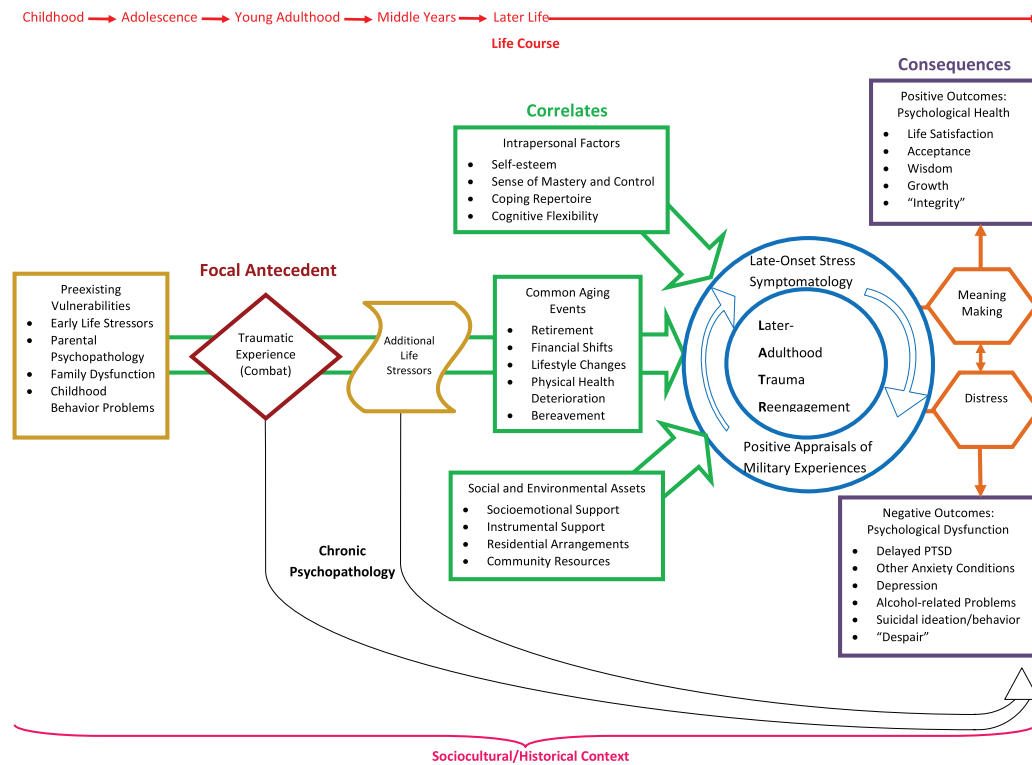 Childhood
Adolescence
Young Adulthood
Middle Years
Later Life
Life Course
Consequences
Positive Outcomes:
Psychological Health
• Life Satisfaction
• Acceptance
• Wisdom
• Growth
• “Integrity”
Correlates
Intrapersonal Factors
• Self-esteem
• Sense of Mastery and Control
• Coping Repertoire
• Cognitive Flexibility
Focal Antecedent
Preexisting
Vulnerabilities
• Early Life Stressors
• Parental
Psychopathology
• Family Dysfunction
• Childhood
Behavior Problems
Traumatic
Experience
(Combat)
Additional
Life
Stressors
Common Aging
Events
• Retirement
• Financial Shifts
• Lifestyle Changes
• Physical Health
Deterioration
• Bereavement
Late-Onset Stress
Symptomatology
Later-
Adulthood
Trauma
Reengagement
Positive Appraisals of
Military Experiences
Meaning
Making
Distress
Social and Environmental Assets
• Socioemotional Support
• Instrumental Support
• Residential Arrangements
• Community Resources
Negative Outcomes:
Psychological Dysfunction
• Delayed PTSD
• Other Anxiety Conditions
• Depression
• Alcohol-related Problems
• Suicidal ideation/behavior
• “Despair”
Chronic
Psychopathology
Sociocultural/Historical Context